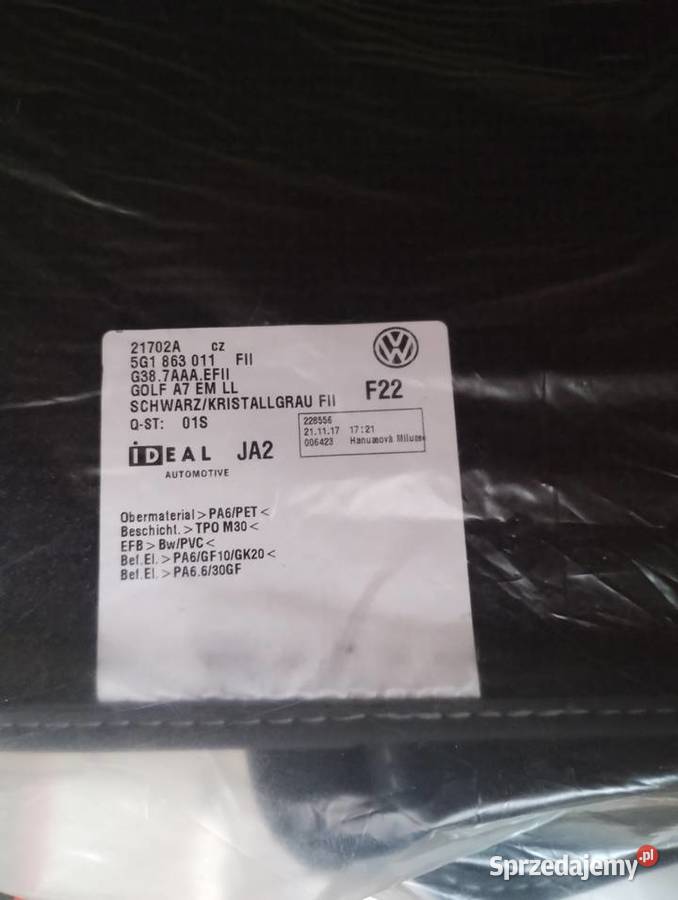 21702A CZ
5G1 863 011 FII
G38.7AAA.EFII
GOLF A7 EM LL
SCHWARZ/KRISTALLGRAU FII F22
Q-ST: 01S
228556
21.11.17 17:21
006423 Hanusová
iDEAL JA2
AUTOMOTIVE
Obermaterial > PA6/PET <
Beschicht. > TPO M30 <
EFB > Bw/PVC <
Bef.El. > PA6/GF10/GK20 <
Bef.El. > PA6.6/30GF
Sprzedajemy.pl